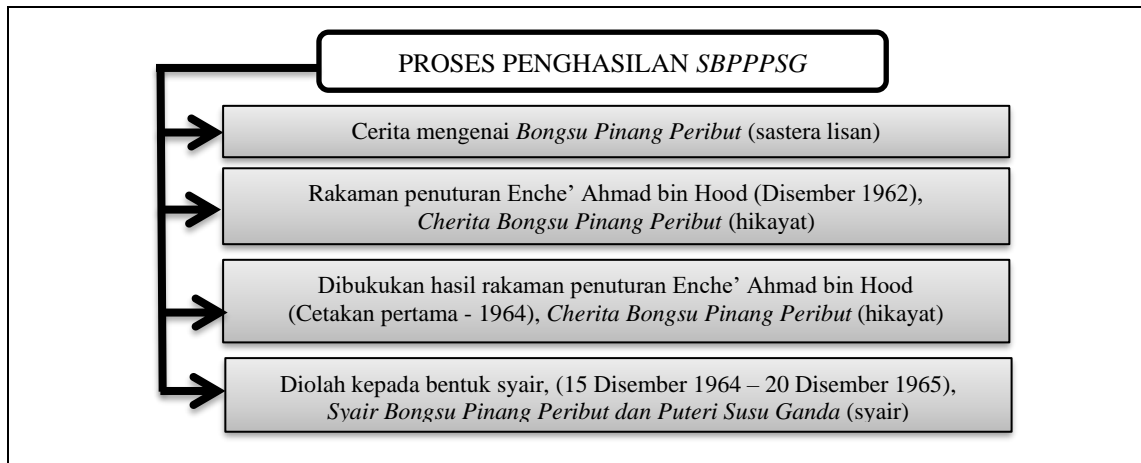 PROSES PENGHASILAN SBPPPSG
Cerita mengenai Bongsu Pinang Peribut (sastera lisan)
Rakaman penuturan Enche’ Ahmad bin Hood (Disember 1962),
Cherita Bongsu Pinang Peribut (hikayat)
Dibukukan hasil rakaman penuturan Enche’ Ahmad bin Hood
(Cetakan pertama - 1964), Cherita Bongsu Pinang Peribut (hikayat)
Diolah kepada bentuk syair, (15 Disember 1964 – 20 Disember 1965),
Syair Bongsu Pinang Peribut dan Puteri Susu Ganda (syair)